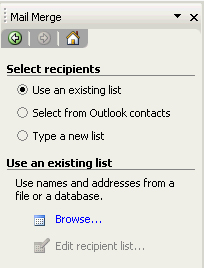 Mail Merge
Select recipients
Use an existing list
Select from Outlook contacts
Type a new list
Use an existing list
Use names and addresses from a
file or a database.
Browse...
Edit recipient list...